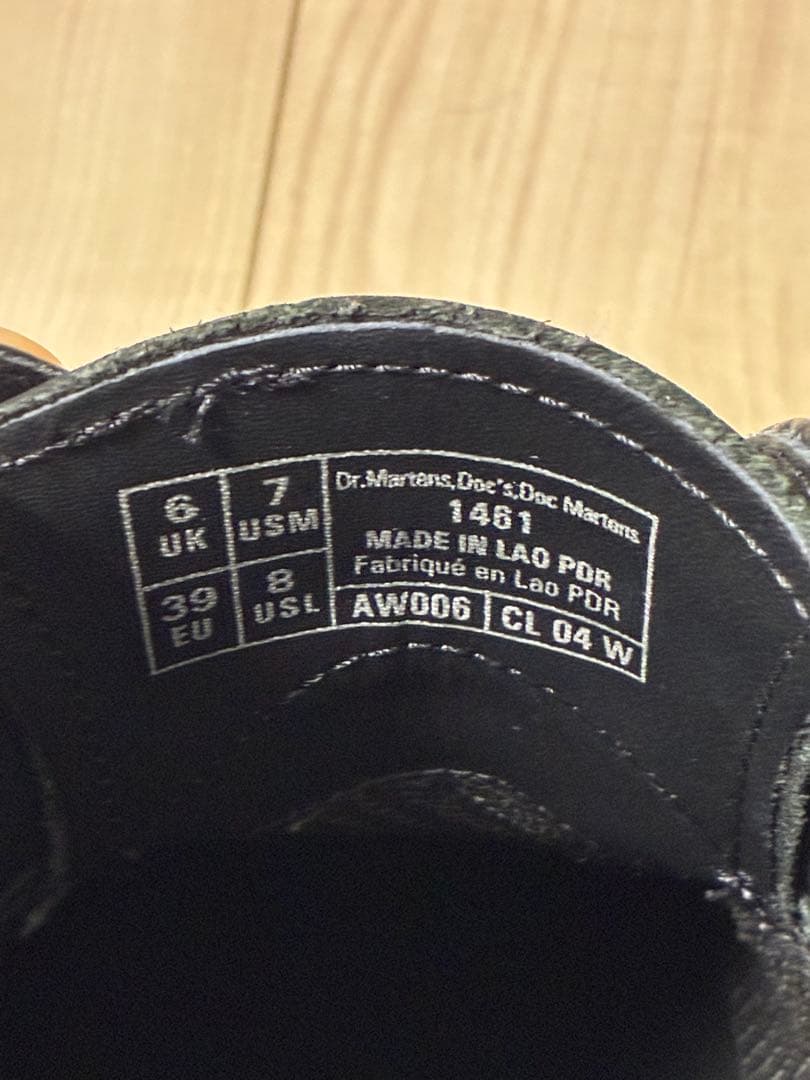 6 UK
7 USM
39 EU
8 USL
Dr.Martens,Doc's,Doc Martens
1461
MADE IN LAO PDR
Fabriqué en Lao PDR
AW006
CL 04 W